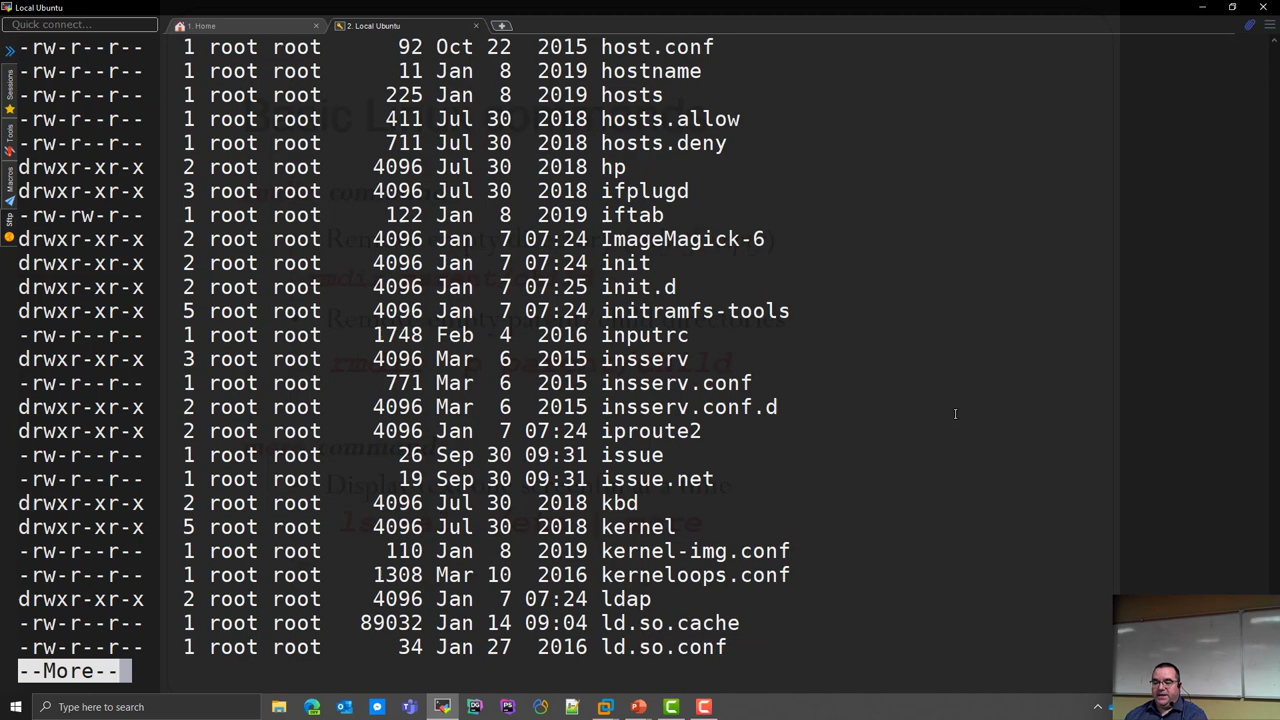 Local Ubuntu
Quick connect...
1. Home
2. Local Ubuntu
Sessions
Tools
Macros
Sftp
-rw-r--r-- 1 root root 92 Oct 22 2015 host.conf
-rw-r--r-- 1 root root 11 Jan 8 2019 hostname
-rw-r--r-- 1 root root 225 Jan 8 2019 hosts
-rw-r--r-- 1 root root 411 Jul 30 2018 hosts.allow
-rw-r--r-- 1 root root 711 Jul 30 2018 hosts.deny
drwxr-xr-x 2 root root 4096 Jul 30 2018 hp
drwxr-xr-x 3 root root 4096 Jul 30 2018 ifplugd
-rw-rw-r-- 1 root root 122 Jan 8 2019 iftab
drwxr-xr-x 2 root root 4096 Jan 7 07:24 ImageMagick-6
drwxr-xr-x 2 root root 4096 Jan 7 07:24 init
drwxr-xr-x 2 root root 4096 Jan 7 07:25 init.d
drwxr-xr-x 5 root root 4096 Jan 7 07:24 initramfs-tools
-rw-r--r-- 1 root root 1748 Feb 4 2016 inputrc
drwxr-xr-x 3 root root 4096 Mar 6 2015 insserv
-rw-r--r-- 1 root root 771 Mar 6 2015 insserv.conf
drwxr-xr-x 2 root root 4096 Mar 6 2015 insserv.conf.d
drwxr-xr-x 2 root root 4096 Jan 7 07:24 iproute2
-rw-r--r-- 1 root root 26 Sep 30 09:31 issue
-rw-r--r-- 1 root root 19 Sep 30 09:31 issue.net
drwxr-xr-x 2 root root 4096 Jul 30 2018 kbd
drwxr-xr-x 5 root root 4096 Jul 30 2018 kernel
-rw-r--r-- 1 root root 110 Jan 8 2019 kernel-img.conf
-rw-r--r-- 1 root root 1308 Mar 10 2016 kerneloops.conf
drwxr-xr-x 2 root root 4096 Jan 7 07:24 ldap
-rw-r--r-- 1 root root 89032 Jan 14 09:04 ld.so.cache
-rw-r--r-- 1 root root 34 Jan 27 2016 ld.so.conf
--More--
Type here to search